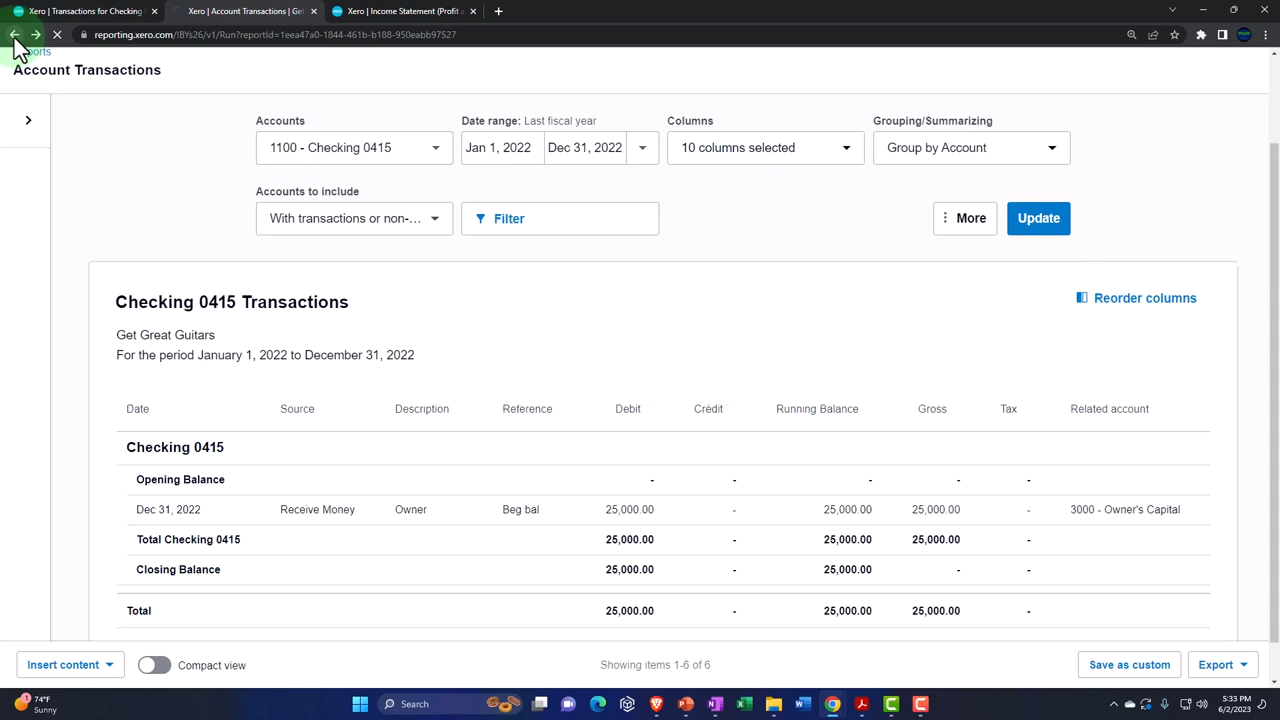 Xero | Transactions for Checking
Xero | Account Transactions | Get
Xero | Income Statement (Profit a
reporting.xero.com/!BYs26/v1/Run?reportId=1eea47a0-1844-461b-b188-950eabb97527
Account Transactions
Accounts
Date range: Last fiscal year
Columns
Grouping/Summarizing
1100 - Checking 0415
Jan 1, 2022
Dec 31, 2022
10 columns selected
Group by Account
Accounts to include
With transactions or non-...
Filter
More
Update
Checking 0415 Transactions
Reorder columns
Get Great Guitars
For the period January 1, 2022 to December 31, 2022
Date Source Description Reference Debit Credit Running Balance Gross Tax Related account
Checking 0415
Opening Balance - - - - -
Dec 31, 2022 Receive Money Owner Beg bal 25,000.00 - 25,000.00 25,000.00 - 3000 - Owner's Capital
Total Checking 0415 25,000.00 - 25,000.00 25,000.00 -
Closing Balance 25,000.00 - 25,000.00 - -
Total 25,000.00 - 25,000.00 25,000.00 -
Insert content
Compact view
Showing items 1-6 of 6
Save as custom
Export
1
74°F
Sunny
Search
5:33 PM
6/2/2023